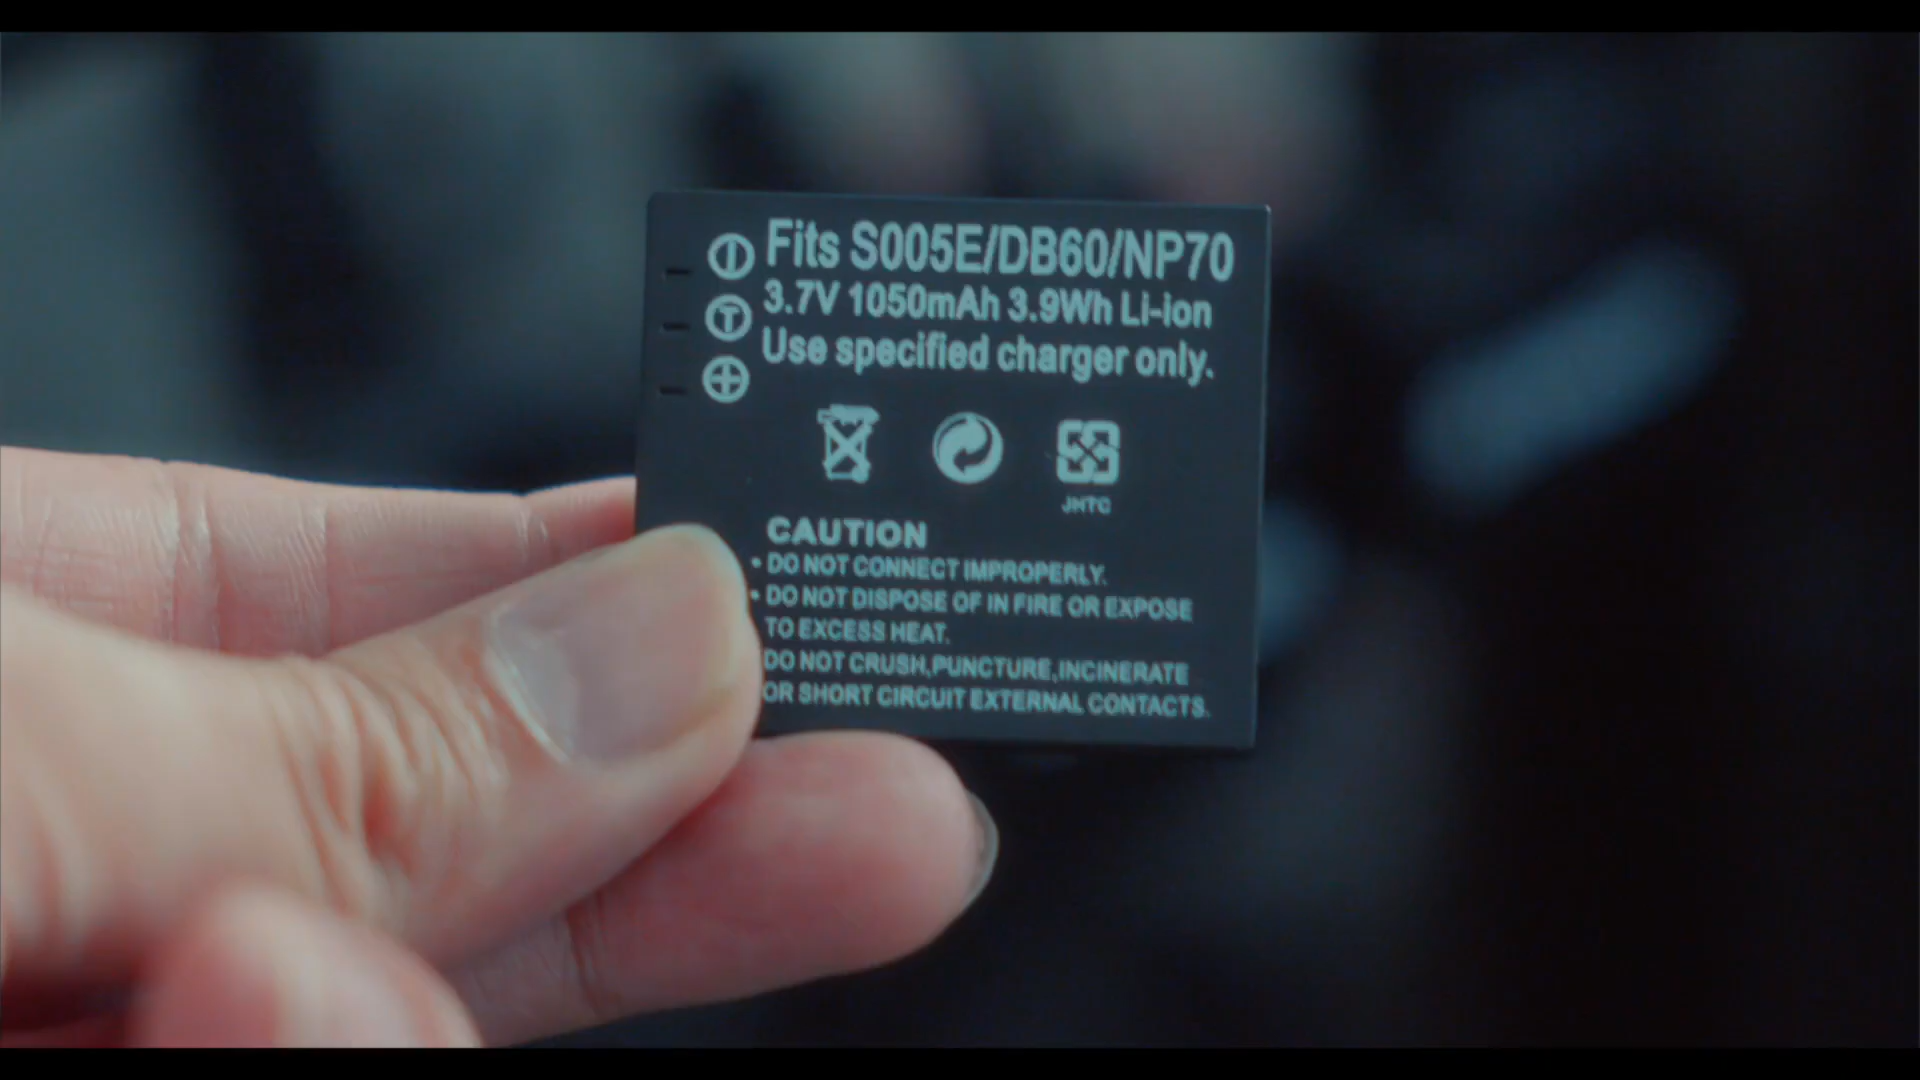 Fits S005E/DB60/NP70
3.7V 1050mAh 3.9Wh Li-ion
Use specified charger only.
T
JHTC
CAUTION
• DO NOT CONNECT IMPROPERLY.
• DO NOT DISPOSE OF IN FIRE OR EXPOSE
TO EXCESS HEAT.
DO NOT CRUSH,PUNCTURE,INCINERATE
OR SHORT CIRCUIT EXTERNAL CONTACTS.